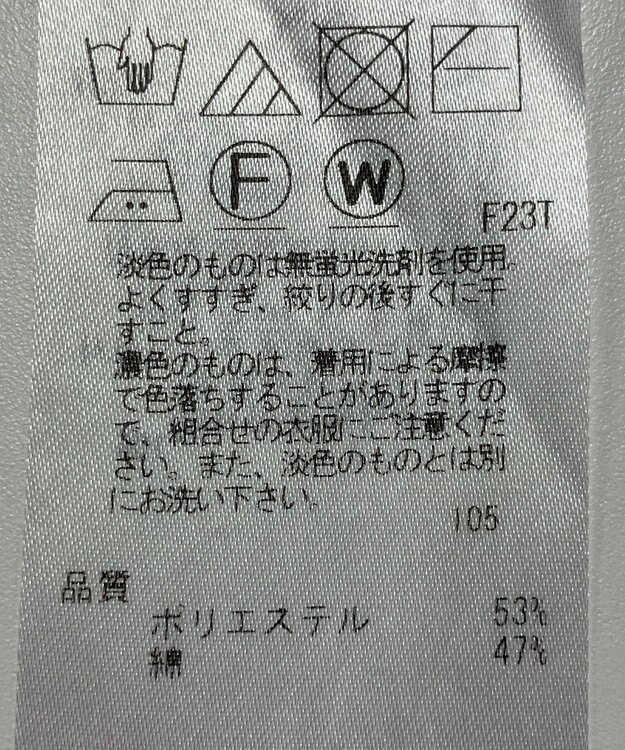 F
W
F23T
淡色のものは無蛍光洗剤を使用
よくすすぎ、絞りの後すぐに干
すこと。
濃色のものは、着用による摩擦
で色落ちすることがありますの
で、組合せの衣服にご注意くだ
さい。また、淡色のものとは別
にお洗い下さい。
105
品質
ポリエステル 53%
綿 47%